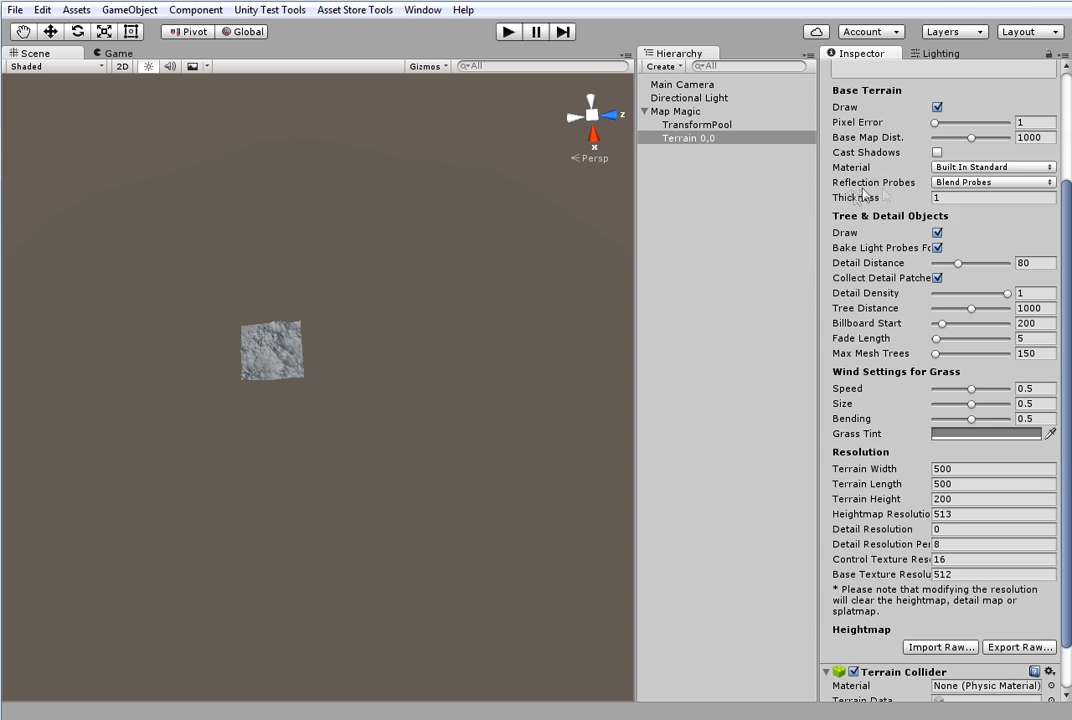 File Edit Assets GameObject Component Unity Test Tools Asset Store Tools Window Help
Pivot Global Account Layers Layout
Scene Game Hierarchy Inspector Lighting
Shaded 2D Gizmos All Create All
Main Camera
Directional Light
Map Magic
TransformPool
Terrain 0,0
z
x
Persp
Base Terrain
Draw
Pixel Error 1
Base Map Dist. 1000
Cast Shadows
Material Built In Standard
Reflection Probes Blend Probes
Thickness 1
Tree & Detail Objects
Draw
Bake Light Probes Fo
Detail Distance 80
Collect Detail Patche
Detail Density 1
Tree Distance 1000
Billboard Start 200
Fade Length 5
Max Mesh Trees 150
Wind Settings for Grass
Speed 0.5
Size 0.5
Bending 0.5
Grass Tint
Resolution
Terrain Width 500
Terrain Length 500
Terrain Height 200
Heightmap Resolutio 513
Detail Resolution 0
Detail Resolution Per 8
Control Texture Res 16
Base Texture Resolu 512
* Please note that modifying the resolution
will clear the heightmap, detail map or
splatmap.
Heightmap
Import Raw... Export Raw...
Terrain Collider
Material None (Physic Material)
Terrain Data